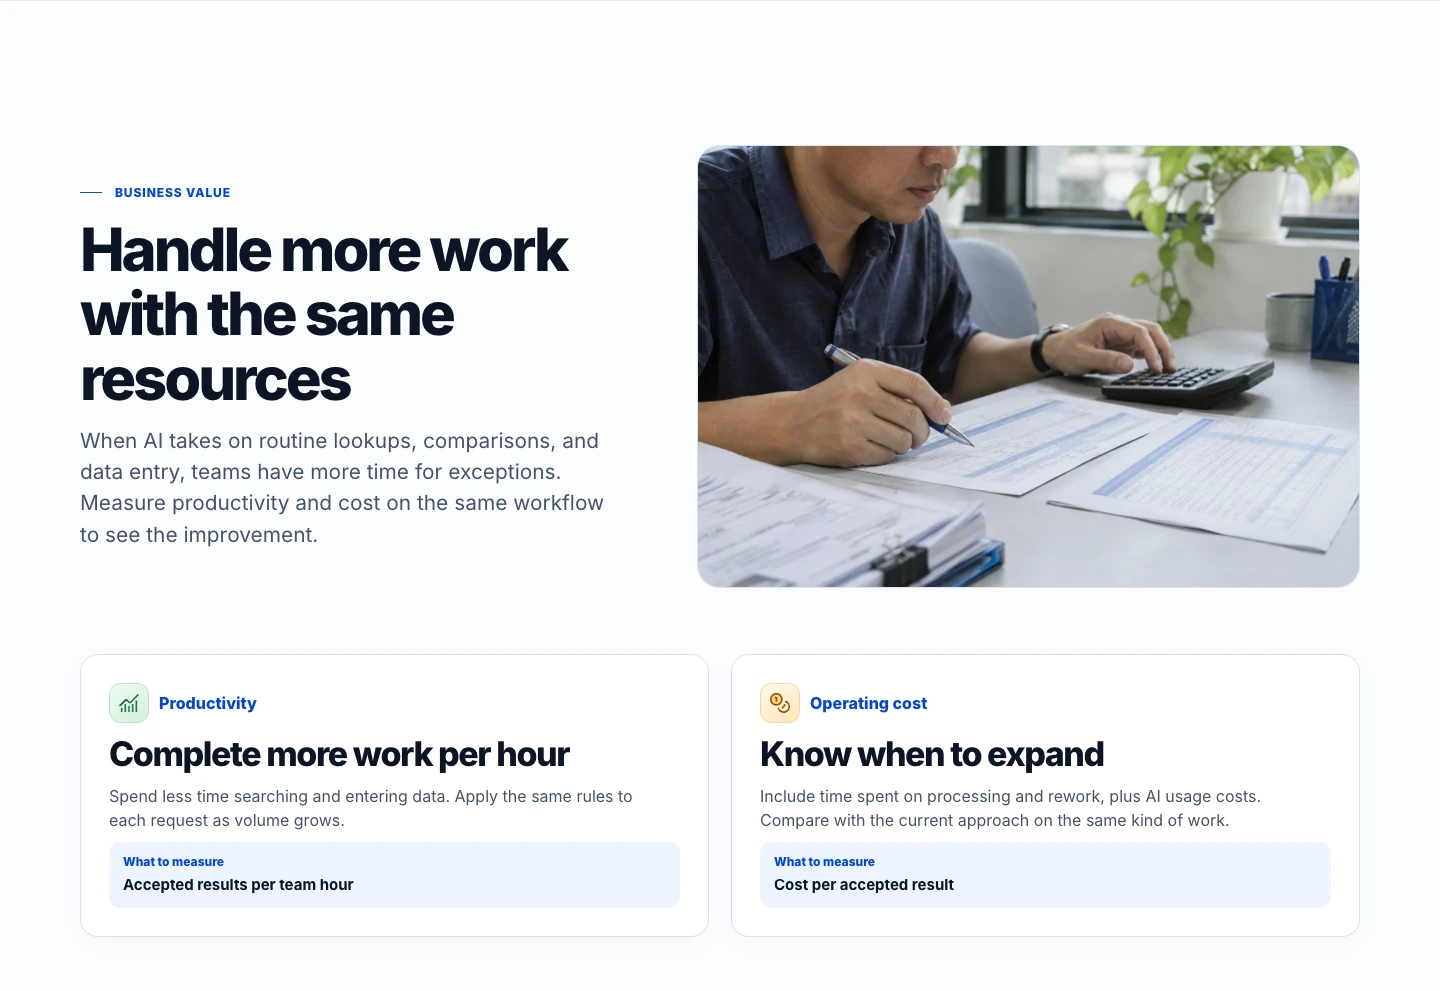 BUSINESS VALUE
Handle more work
with the same
resources
When AI takes on routine lookups, comparisons, and
data entry, teams have more time for exceptions.
Measure productivity and cost on the same workflow
to see the improvement.
Productivity
Complete more work per hour
Spend less time searching and entering data. Apply the same rules to
each request as volume grows.
What to measure
Accepted results per team hour
Operating cost
Know when to expand
Include time spent on processing and rework, plus AI usage costs.
Compare with the current approach on the same kind of work.
What to measure
Cost per accepted result